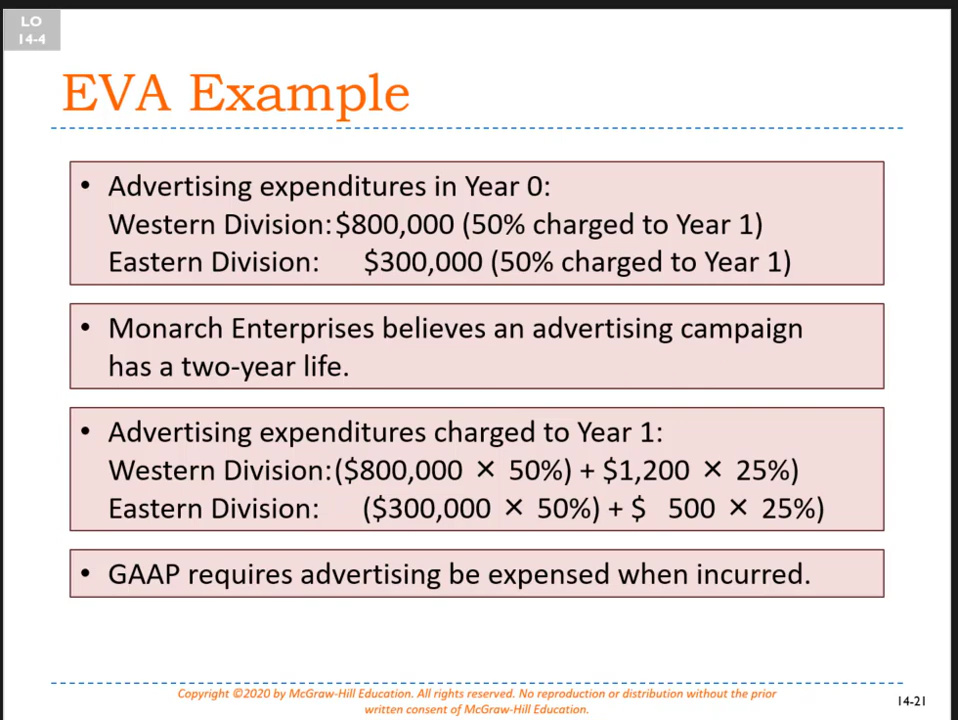 LO
14-4
EVA Example
• Advertising expenditures in Year 0:
Western Division: $800,000 (50% charged to Year 1)
Eastern Division: $300,000 (50% charged to Year 1)
• Monarch Enterprises believes an advertising campaign
has a two-year life.
• Advertising expenditures charged to Year 1:
Western Division: ($800,000 × 50%) + $1,200 × 25%)
Eastern Division: ($300,000 × 50%) + $ 500 × 25%)
• GAAP requires advertising be expensed when incurred.
Copyright ©2020 by McGraw-Hill Education. All rights reserved. No reproduction or distribution without the prior
written consent of McGraw-Hill Education.
14-21